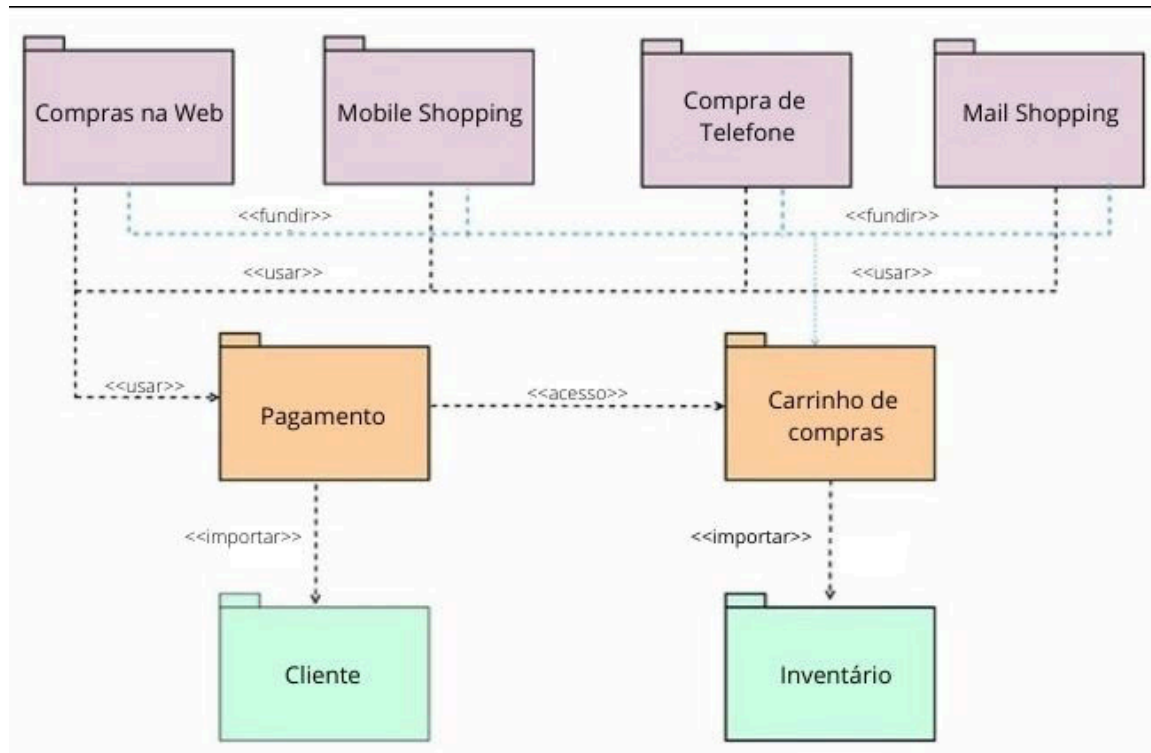 Compras na Web
Mobile Shopping
Compra de
Telefone
Mail Shopping
<<fundir>>
<<fundir>>
<<usar>>
<<usar>>
<<usar>>
<<acesso>>
Pagamento
Carrinho de
compras
<<importar>>
<<importar>>
Cliente
Inventário